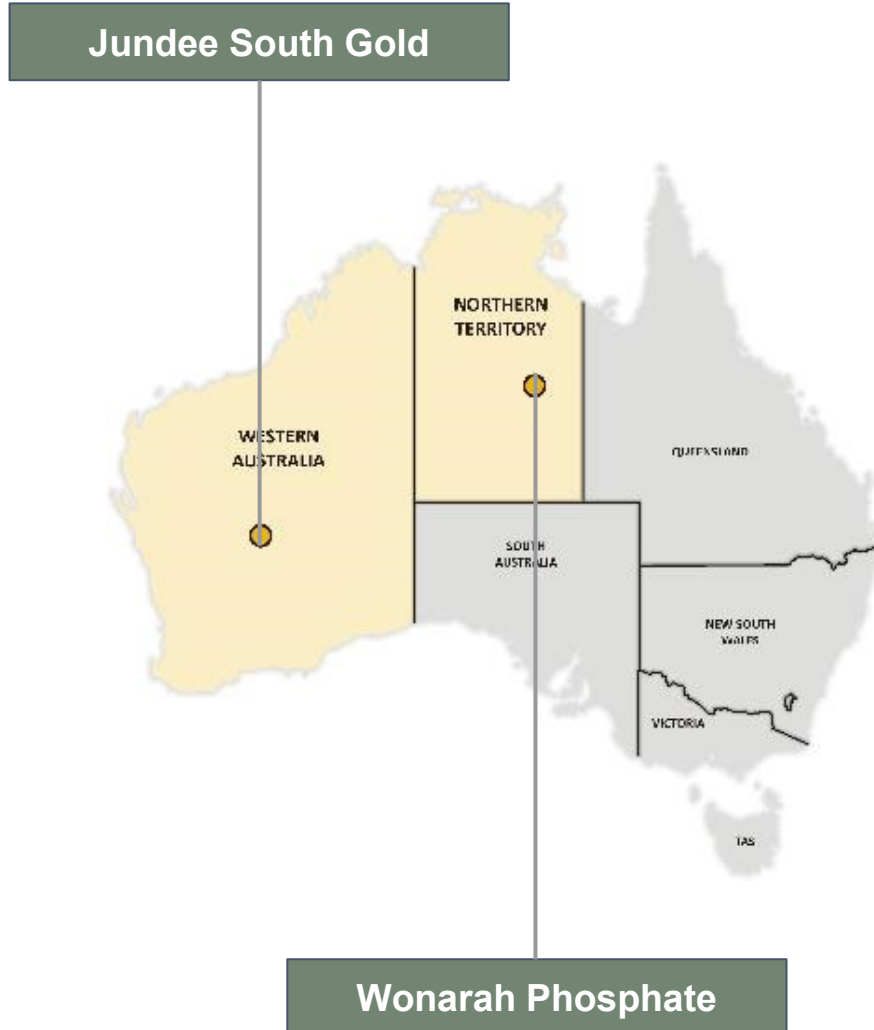 Jundee South Gold
NORTHERN
TERRITORY
WESTERN
AUSTRALIA
QUEENSLAND
SOUTH
AUSTRALIA
NEW SOUTH
WALES
VICTORIA
TAS
Wonarah Phosphate